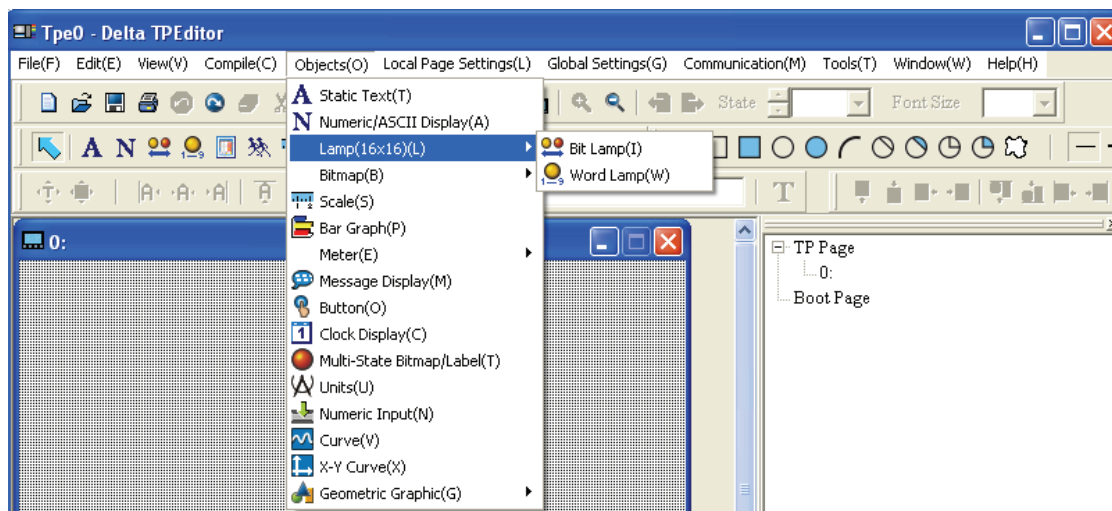 Tpe0 - Delta TPEditor
File(F) Edit(E) View(V) Compile(C) Objects(O) Local Page Settings(L) Global Settings(G) Communication(M) Tools(T) Window(W) Help(H)
State Font Size
A Static Text(T)
N Numeric/ASCII Display(A)
A N
Lamp(16x16)(L)
Bit Lamp(I)
Bitmap(B)
1-9 Word Lamp(W)
Scale(S)
T A A A A T
Bar Graph(P)
0:
TP Page
Meter(E)
0:
Message Display(M)
Boot Page
Button(O)
1 Clock Display(C)
Multi-State Bitmap/Label(T)
Units(U)
Numeric Input(N)
Curve(V)
X-Y Curve(X)
Geometric Graphic(G)